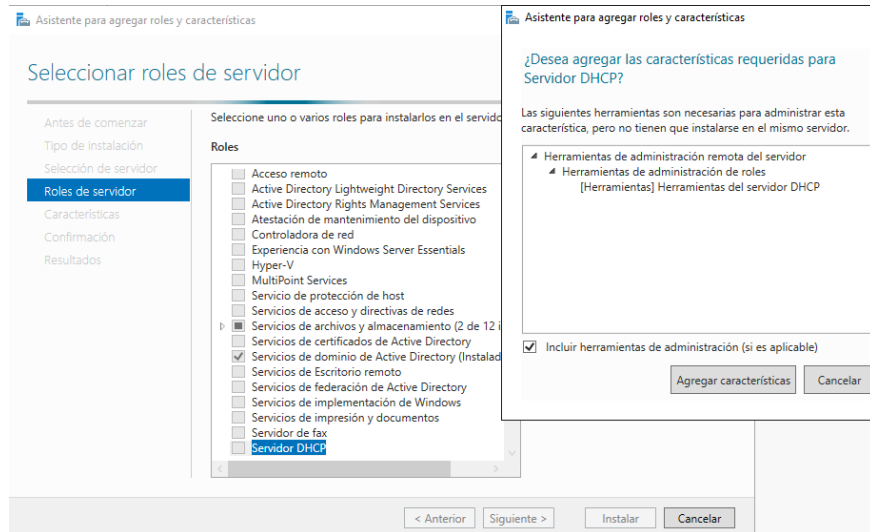 Asistente para agregar roles y características
Seleccionar roles de servidor
Antes de comenzar
Tipo de instalación
Selección de servidor
Roles de servidor
Características
Confirmación
Resultados
Seleccione uno o varios roles para instalarlos en el servido
Roles
Acceso remoto
Active Directory Lightweight Directory Services
Active Directory Rights Management Services
Atestación de mantenimiento del dispositivo
Controladora de red
Experiencia con Windows Server Essentials
Hyper-V
MultiPoint Services
Servicio de protección de host
Servicios de acceso y directivas de redes
Servicios de archivos y almacenamiento (2 de 12 i
Servicios de certificados de Active Directory
Servicios de dominio de Active Directory (Instalad
Servicios de Escritorio remoto
Servicios de federación de Active Directory
Servicios de implementación de Windows
Servicios de impresión y documentos
Servidor de fax
Servidor DHCP
< Anterior
Siguiente >
Instalar
Cancelar
Asistente para agregar roles y características
¿Desea agregar las características requeridas para
Servidor DHCP?
Las siguientes herramientas son necesarias para administrar esta
característica, pero no tienen que instalarse en el mismo servidor.
Herramientas de administración remota del servidor
Herramientas de administración de roles
[Herramientas] Herramientas del servidor DHCP
Incluir herramientas de administración (si es aplicable)
Agregar características
Cancelar